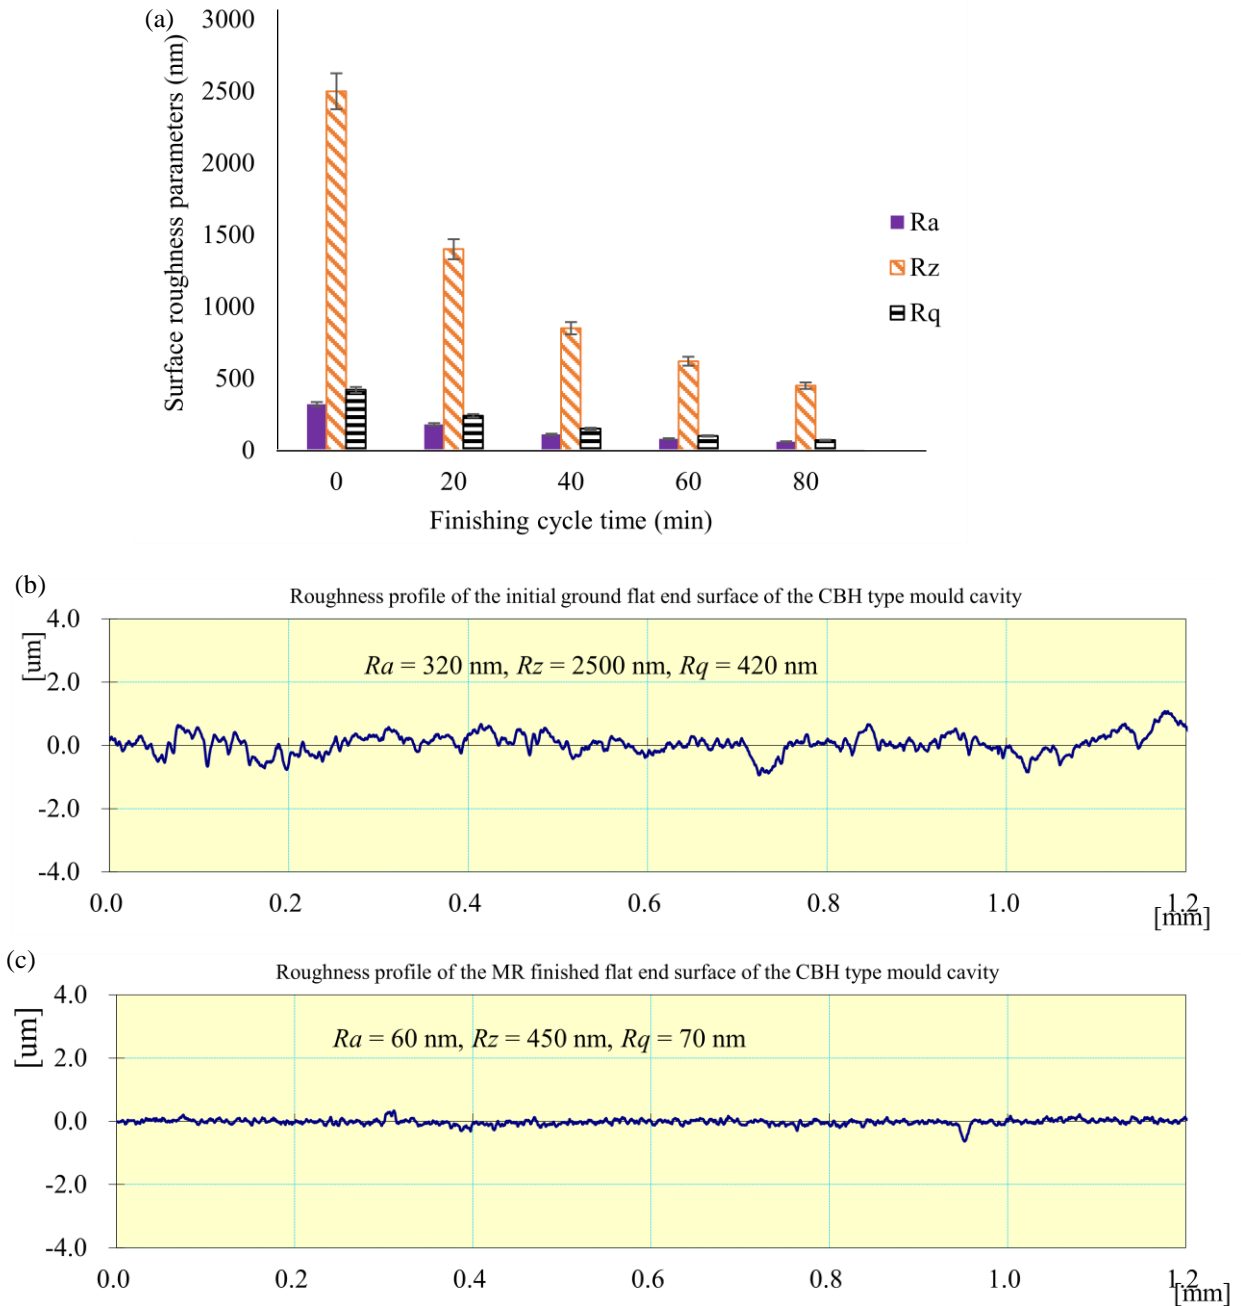 (a)
3000
2500
2000
1500
1000
500
0
Surface roughness parameters (nm)
Ra
Rz
Rq
0 20 40 60 80
Finishing cycle time (min)
(b)
Roughness profile of the initial ground flat end surface of the CBH type mould cavity
4.0
[um]
Ra = 320 nm, Rz = 2500 nm, Rq = 420 nm
2.0
0.0
-2.0
-4.0
0.0 0.2 0.4 0.6 0.8 1.0 1.2
[mm]
(c)
Roughness profile of the MR finished flat end surface of the CBH type mould cavity
4.0
[um]
Ra = 60 nm, Rz = 450 nm, Rq = 70 nm
2.0
0.0
-2.0
-4.0
0.0 0.2 0.4 0.6 0.8 1.0 1.2
[mm]